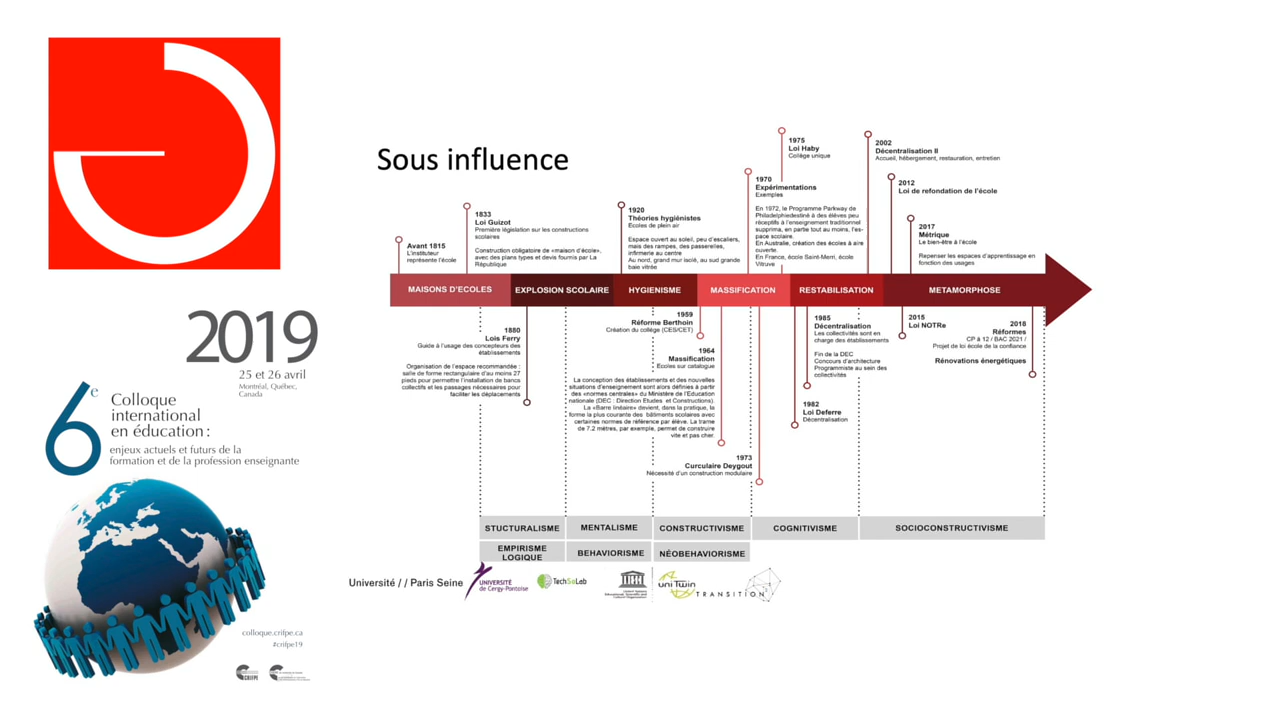 2019
25 et 26 avril
Montréal, Québec,
Canada
6e
Colloque
international
en éducation :
enjeux actuels et futurs de la
formation et de la profession enseignante
colloque.crifpe.ca
#crifpe19
CRIFPE
Sous influence
Avant 1815
L'instituteur
représente l'école
1833
Loi Guizot
Première législation sur les constructions
scolaires
Construction obligatoire de «maison d'école»,
avec des plans types et devis fournis par La
République
1920
Théories hygiénistes
Ecoles de plein air
Espace ouvert au soleil, peu d'escaliers,
mais des rampes, des passerelles,
infirmerie au centre
Au nord, grand mur isolé, au sud grande
baie vitrée
1970
Expérimentations
Exemples
En 1972, le Programme Parkway de
Philadelphiedestiné à des élèves peu
réceptifs à l'enseignement traditionnel
supprima, en partie tout au moins, l'es-
pace scolaire.
En Australie, création des écoles à aire
ouverte.
En France, école Saint-Merri, école
Vitruve
1975
Loi Haby
Collège unique
2002
Décentralisation II
Accueil, hébergement, restauration, entretien
2012
Loi de refondation de l'école
2017
Métrique
Le bien-être à l'école
Repenser les espaces d'apprentissage en
fonction des usages
MAISONS D'ECOLES
EXPLOSION SCOLAIRE
HYGIENISME
MASSIFICATION
RESTABILISATION
METAMORPHOSE
1880
Lois Ferry
Guide à l'usage des concepteurs des
établissements
Organisation de l'espace recommandée :
salle de forme rectangulaire d'au moins 27
pieds pour permettre l'installation de bancs
collectifs et les passages nécessaires pour
faciliter les déplacements
1959
Réforme Berthoin
Création du collège (CES/CET)
1964
Massification
Ecoles sur catalogue
La conception des établissements et des nouvelles
situations d'enseignement sont alors définies à partir
des «normes centrales» du Ministère de l'Education
nationale (DEC : Direction Etudes et Constructions).
La «Barre linéaire» devient, dans la pratique, la
forme la plus courante des bâtiments scolaires avec
certaines normes de référence par élève. La trame
de 7.2 mètres, par exemple, permet de construire
vite et pas cher.
1973
Curculaire Deygout
Nécessité d'un construction modulaire
1985
Décentralisation
Les collectivités sont en
charge des établissements
Fin de la DEC
Concours d'architecture
Programmiste au sein des
collectivités
1982
Loi Deferre
Décentralisation
2015
Loi NOTRe
2018
Réformes
CP à 12 / BAC 2021 /
Projet de loi école de la confiance
Rénovations énergétiques
STUCTURALISME
MENTALISME
CONSTRUCTIVISME
COGNITIVISME
SOCIOCONSTRUCTIVISME
EMPIRISME
LOGIQUE
BEHAVIORISME
NÉOBEHAVIORISME
Université // Paris Seine
UNIVERSITÉ
de Cergy-Pontoise
TechSoLab
United Nations
Educational, Scientific and
Cultural Organization
uniTwin
TRANSITION